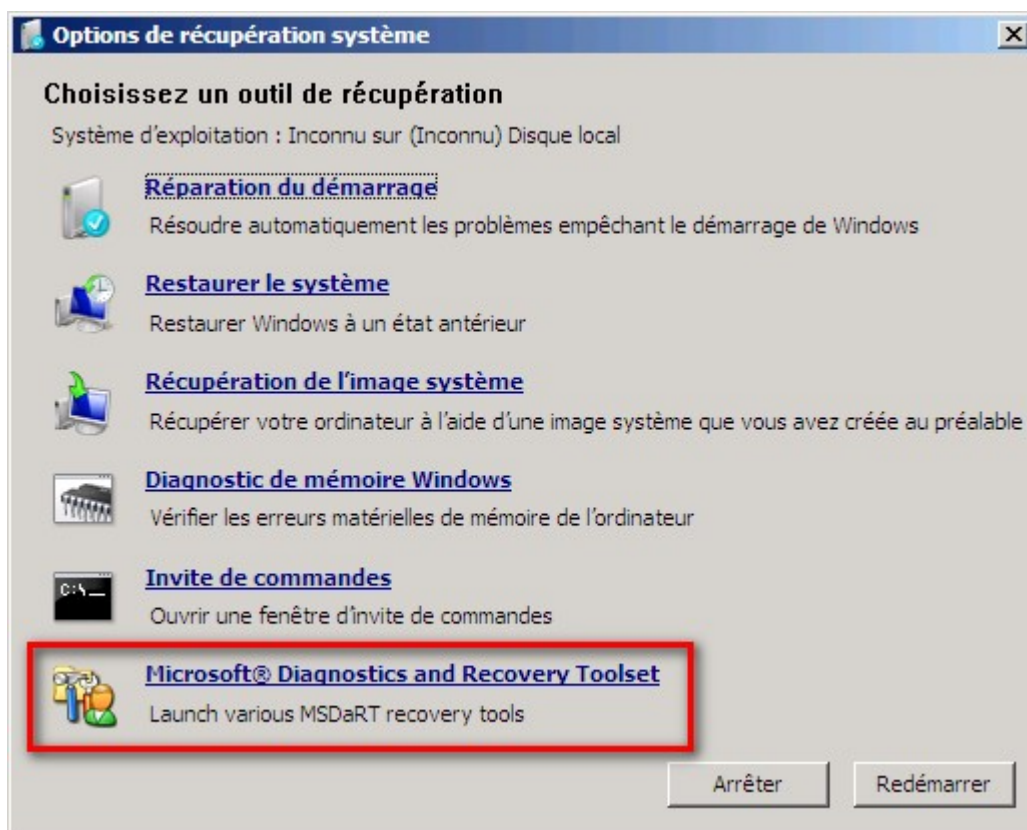 Options de récupération système
Choisissez un outil de récupération
Système d'exploitation : Inconnu sur (Inconnu) Disque local
Réparation du démarrage
Résoudre automatiquement les problèmes empêchant le démarrage de Windows
Restaurer le système
Restaurer Windows à un état antérieur
Récupération de l'image système
Récupérer votre ordinateur à l'aide d'une image système que vous avez créée au préalable
Diagnostic de mémoire Windows
Vérifier les erreurs matérielles de mémoire de l'ordinateur
C:\_
Invite de commandes
Ouvrir une fenêtre d'invite de commandes
Microsoft® Diagnostics and Recovery Toolset
Launch various MSDaRT recovery tools
Arrêter Redémarrer